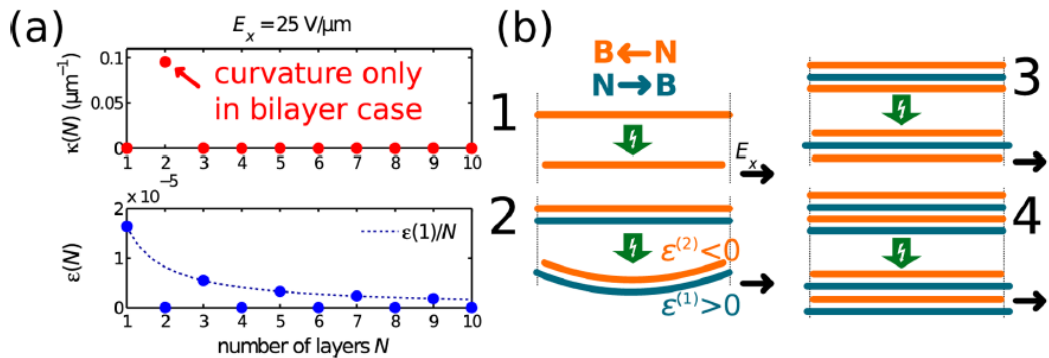 (a)
E_x = 25 V/μm
κ(N) (μm⁻¹)
0.1
0.05
0
curvature only
in bilayer case
1 2 3 4 5 6 7 8 9 10
x 10⁻⁵
ε(N)
2
1
0
ε(1)/N
1 2 3 4 5 6 7 8 9 10
number of layers N
(b)
B←N
N→B
1
E_x
2
ε⁽²⁾<0
ε⁽¹⁾>0
3
4